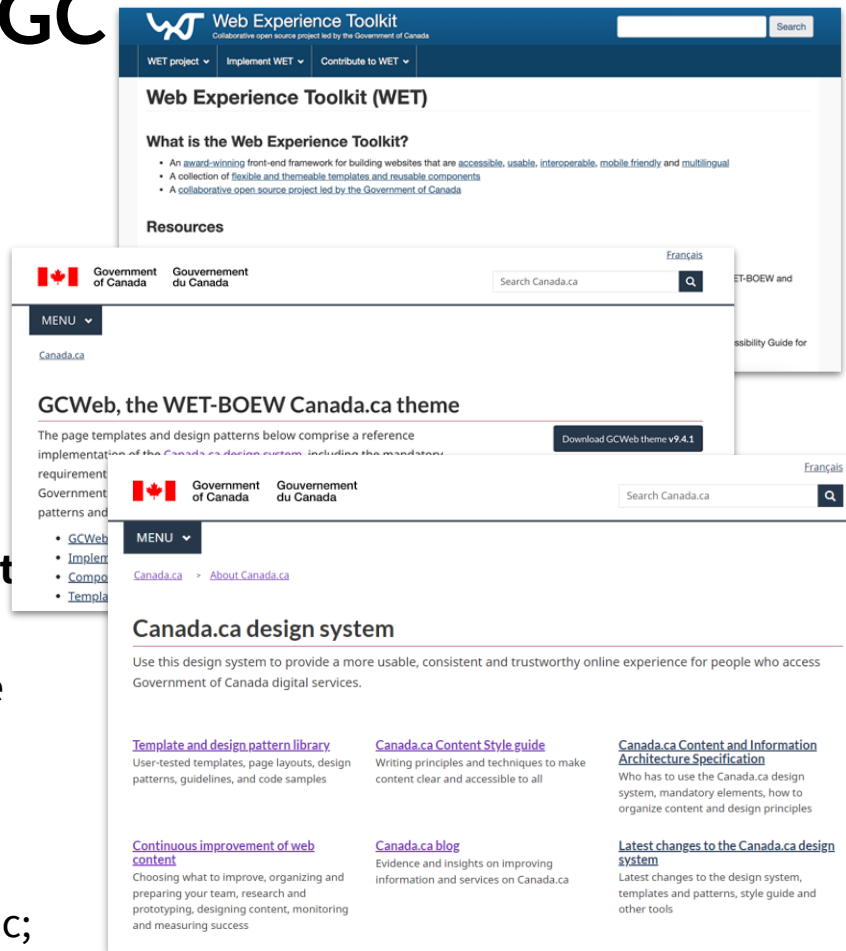 GC
Web Experience Toolkit
Collaborative open source project led by the Government of Canada
Search
WET project
Implement WET
Contribute to WET
Web Experience Toolkit (WET)
What is the Web Experience Toolkit?
• An award-winning front-end framework for building websites that are accessible, usable, interoperable, mobile friendly and multilingual
• A collection of flexible and themeable templates and reusable components
• A collaborative open source project led by the Government of Canada
Resources
ET-BOEW and
ssibility Guide for
Français
Government of Canada
Gouvernement du Canada
Search Canada.ca
MENU
Canada.ca
GCWeb, the WET-BOEW Canada.ca theme
The page templates and design patterns below comprise a reference
implementation of the Canada.ca design system, including the mandatory
requirement
Government
patterns and
• GCWeb
• Implem
• Compo
• Templa
Download GCWeb theme v9.4.1
Français
Government of Canada
Gouvernement du Canada
Search Canada.ca
MENU
Canada.ca > About Canada.ca
Canada.ca design system
Use this design system to provide a more usable, consistent and trustworthy online experience for people who access
Government of Canada digital services.
Template and design pattern library
User-tested templates, page layouts, design
patterns, guidelines, and code samples
Canada.ca Content Style guide
Writing principles and techniques to make
content clear and accessible to all
Canada.ca Content and Information
Architecture Specification
Who has to use the Canada.ca design
system, mandatory elements, how to
organize content and design principles
Continuous improvement of web
content
Choosing what to improve, organizing and
preparing your team, research and
prototyping, designing content, monitoring
and measuring success
Canada.ca blog
Evidence and insights on improving
information and services on Canada.ca
Latest changes to the Canada.ca design
system
Latest changes to the design system,
templates and patterns, style guide and
other tools
t
e
c;